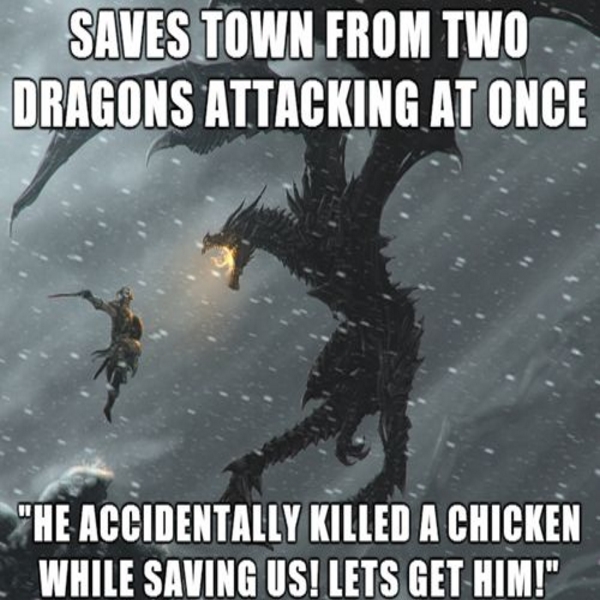 SAVES TOWN FROM TWO
DRAGONS ATTACKING AT ONCE
"HE ACCIDENTALLY KILLED A CHICKEN
WHILE SAVING US! LETS GET HIM!"